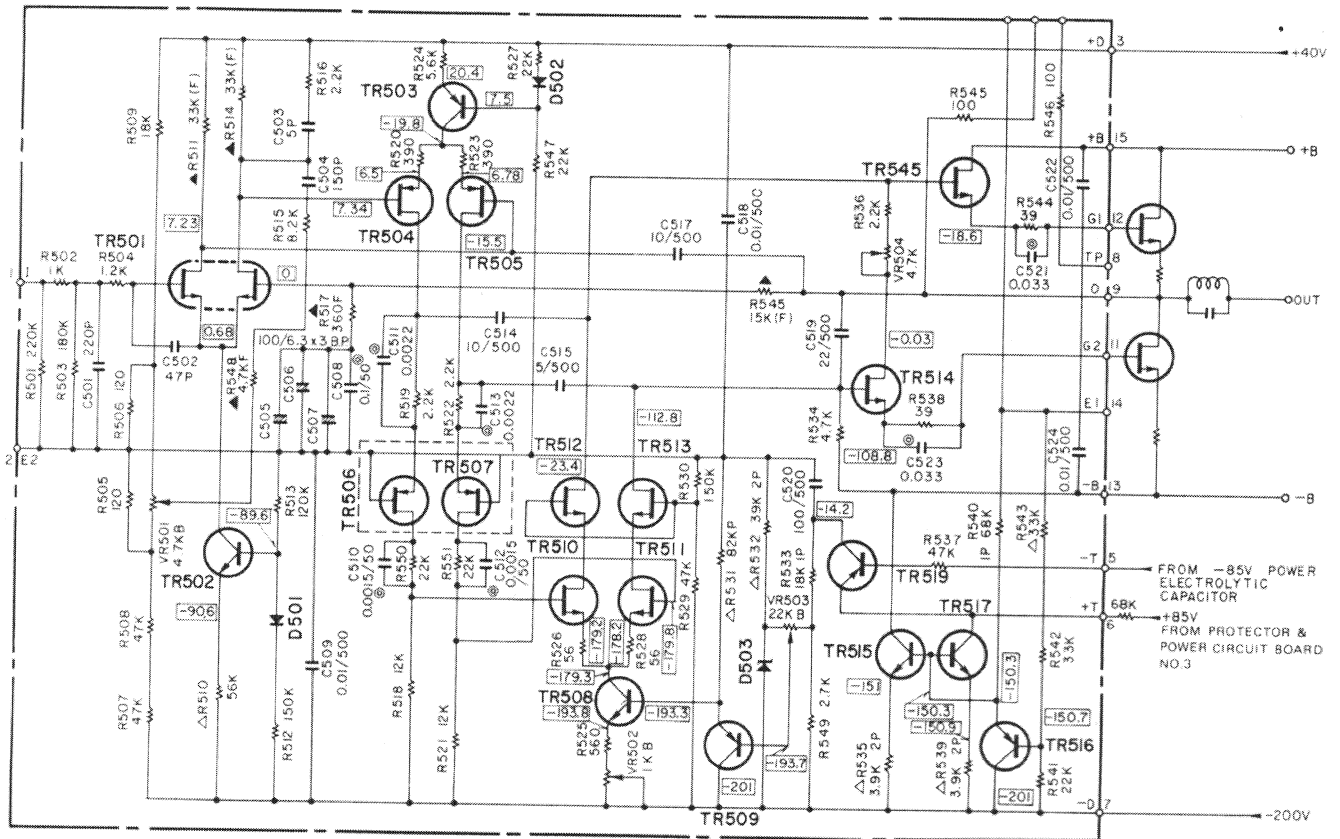 +D 3
+40V
R509 18K
▲R511 33K(F)
▲R514 33K(F)
R516 2.2K
C503 5P
C504 150P
R515 8.2K
R524 5.6K
20.4
TR503
R527 22K
D502
7.5
-19.8
R520 390
R523 390
R547 22K
6.5
6.78
7.34
TR504
-15.5
TR505
7.23
C517 10/500
C518 0.01/500
R545 100
R546 100
+B 15
+B
TR545
C522 0.01/500
R536 2.2K
VR504 4.7K
R544 39
G1 12
-18.6
C521 0.033
TP 8
O 9
OUT
1 I
R502 1K
R504 1.2K
TR501
0
▲R517 360F
▲R545 15K(F)
0.68
C502 47P
R501 220K
R503 180K
C501 220P
R506 120
▲R548 4.7KF
100/6.3 x 3 B.P
C505
C506
C507
C508 0.1/50
C511 0.0022
C514 10/500
C515 5/500
C519 22/500
-0.03
G2 11
TR514
R538 39
E1 14
R519 2.2K
R522 2.2K
C513 0.0022
-112.8
R534 4.7K
-108.8
C523 0.033
C524 0.01/500
2 E2
TR506
TR507
TR512
TR513
-23.4
R530 150K
-B 13
-B
R505 120
VR501 4.7KB
-89.6
R513 120K
TR502
-906
D501
C510 0.0015/50
R550 22K
R551 22K
C512 0.0015/50
TR510
TR511
R529 47K
△R531 82KP
△R532 39K 2P
C520 100/500
R533 18K 1P
-14.2
TR519
R537 47K
R540 1P 68K
R543 △33K
-T 5
FROM -85V POWER
ELECTROLYTIC
CAPACITOR
+T 6
68K
+85V
FROM PROTECTOR &
POWER CIRCUIT BOARD
NO.3
R508 47K
R507 47K
△R510 56K
R512 150K
C509 0.01/500
R518 12K
R521 12K
R526 56
-179.2
-178.2
R528 56
-179.8
-179.3
TR508
-193.8
-193.3
R525 560
VR502 1K B
VR503 22K B
D503
R549 2.7K
-193.7
-201
TR509
TR515
TR517
-151
-150.3
-150.3
-150.9
△R535 3.9K 2P
△R539 3.9K 2P
R542 33K
-150.7
TR516
R541 22K
-201
-D 7
-200V